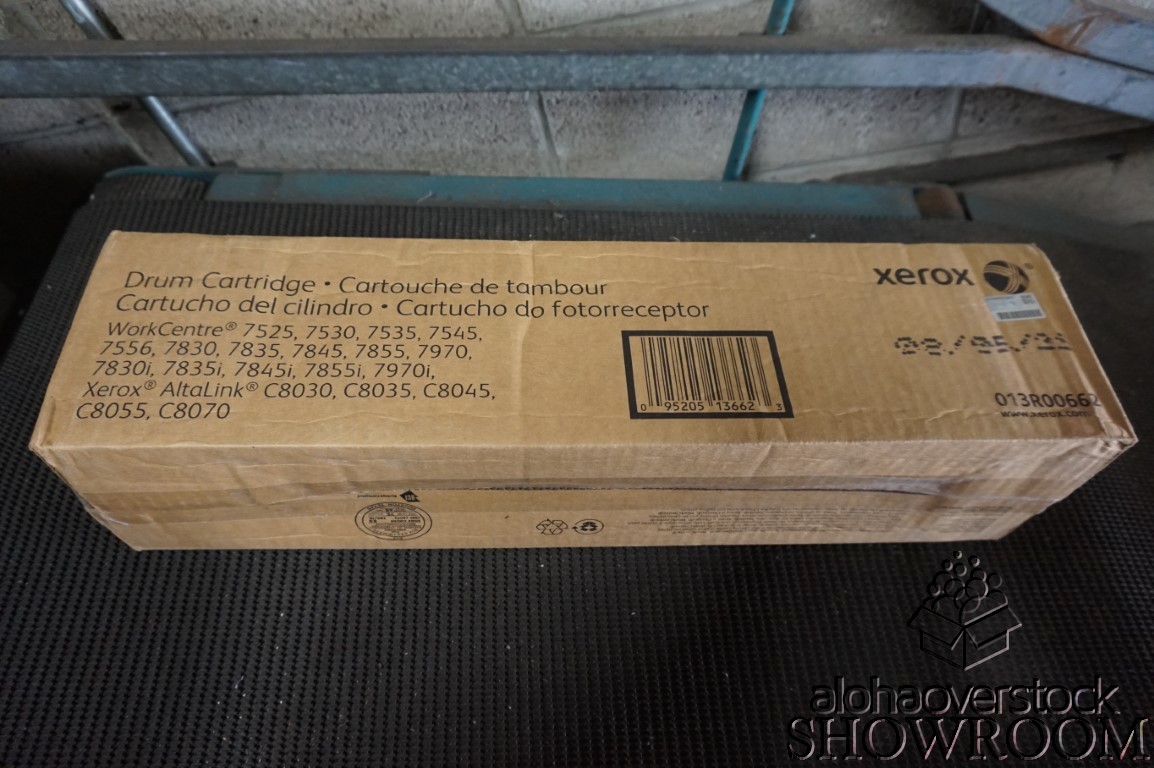 Drum Cartridge • Cartouche de tambour
Cartucho del cilindro • Cartucho do fotorreceptor
WorkCentre® 7525, 7530, 7535, 7545,
7556, 7830, 7835, 7845, 7855, 7970,
7830i, 7835i, 7845i, 7855i, 7970i,
Xerox® AltaLink® C8030, C8035, C8045,
C8055, C8070
0 95205 13662 3
xerox
013R00662
www.xerox.com
alohaoverstock
SHOWROOM